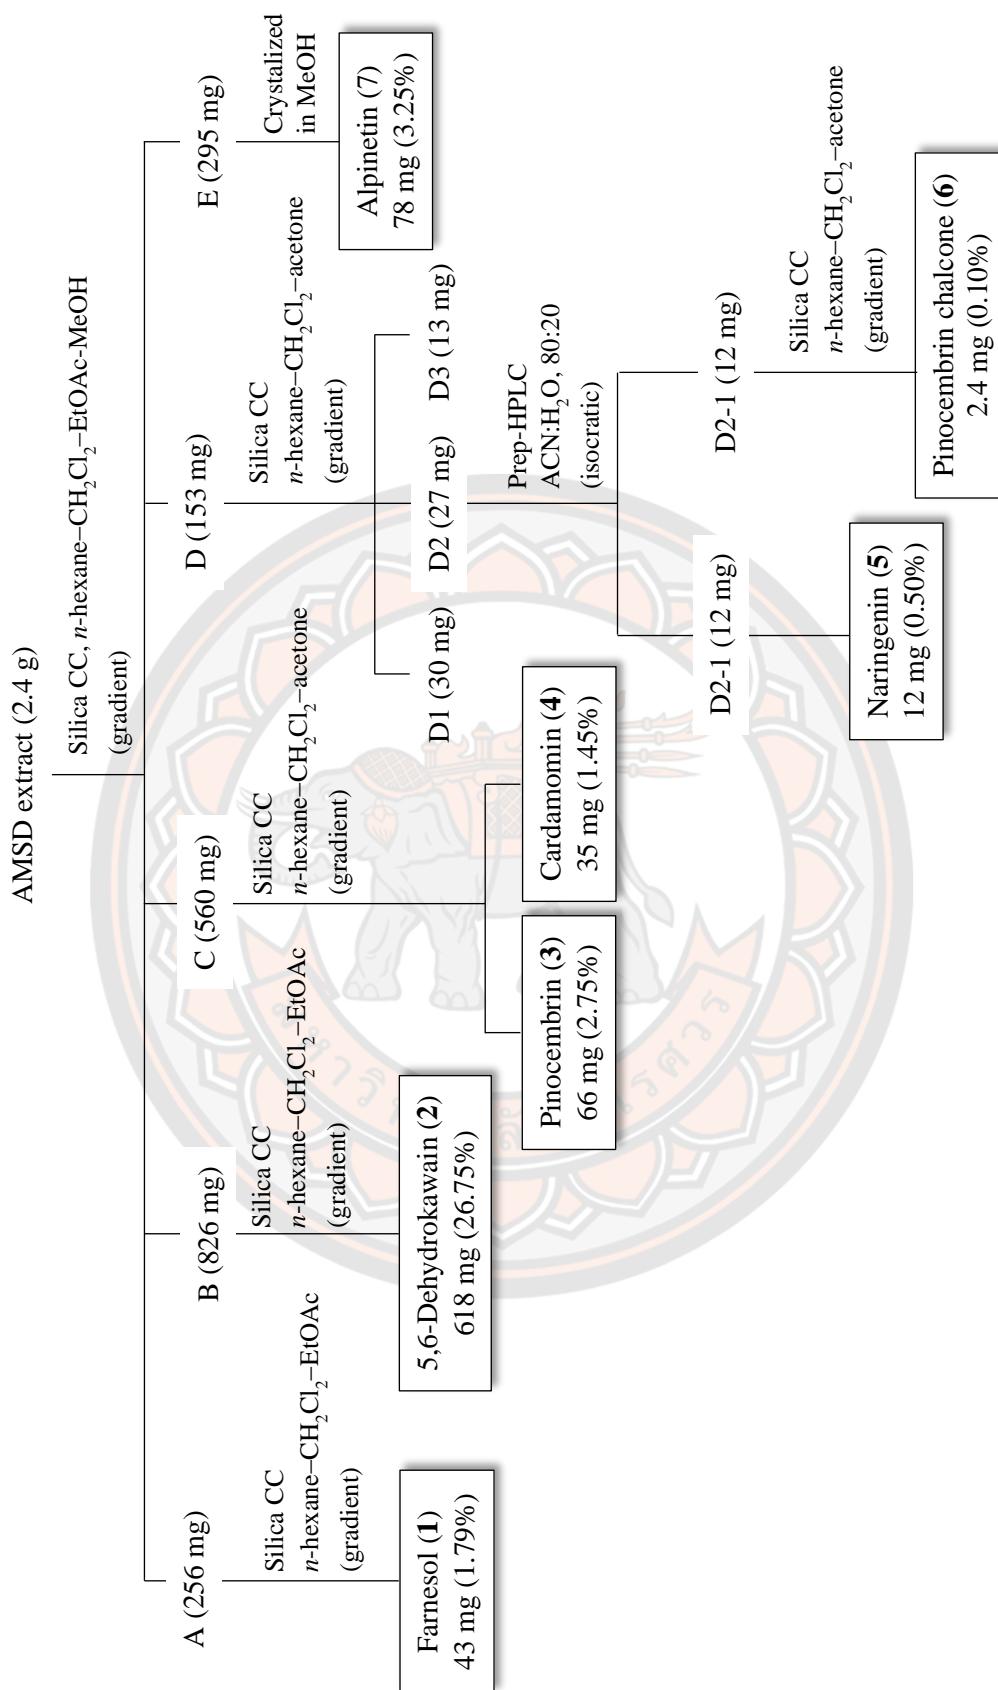 AMSD extract (2.4 g)
Silica CC, n-hexane–CH₂Cl₂–EtOAc-MeOH
(gradient)
A (256 mg)
Silica CC
n-hexane–CH₂Cl₂–EtOAc
(gradient)
Farnesol (1)
43 mg (1.79%)
B (826 mg)
Silica CC
n-hexane–CH₂Cl₂–EtOAc
(gradient)
5,6-Dehydrokawain (2)
618 mg (26.75%)
C (560 mg)
Silica CC
n-hexane–CH₂Cl₂–acetone
(gradient)
Pinocembrin (3)
66 mg (2.75%)
Cardamomin (4)
35 mg (1.45%)
D (153 mg)
Silica CC
n-hexane–CH₂Cl₂–acetone
(gradient)
D1 (30 mg)
D2 (27 mg)
D3 (13 mg)
Prep-HPLC
ACN:H₂O, 80:20
(isocratic)
D2-1 (12 mg)
Naringenin (5)
12 mg (0.50%)
D2-1 (12 mg)
Silica CC
n-hexane–CH₂Cl₂–acetone
(gradient)
Pinocembrin chalcone (6)
2.4 mg (0.10%)
E (295 mg)
Crystalized
in MeOH
Alpinetin (7)
78 mg (3.25%)